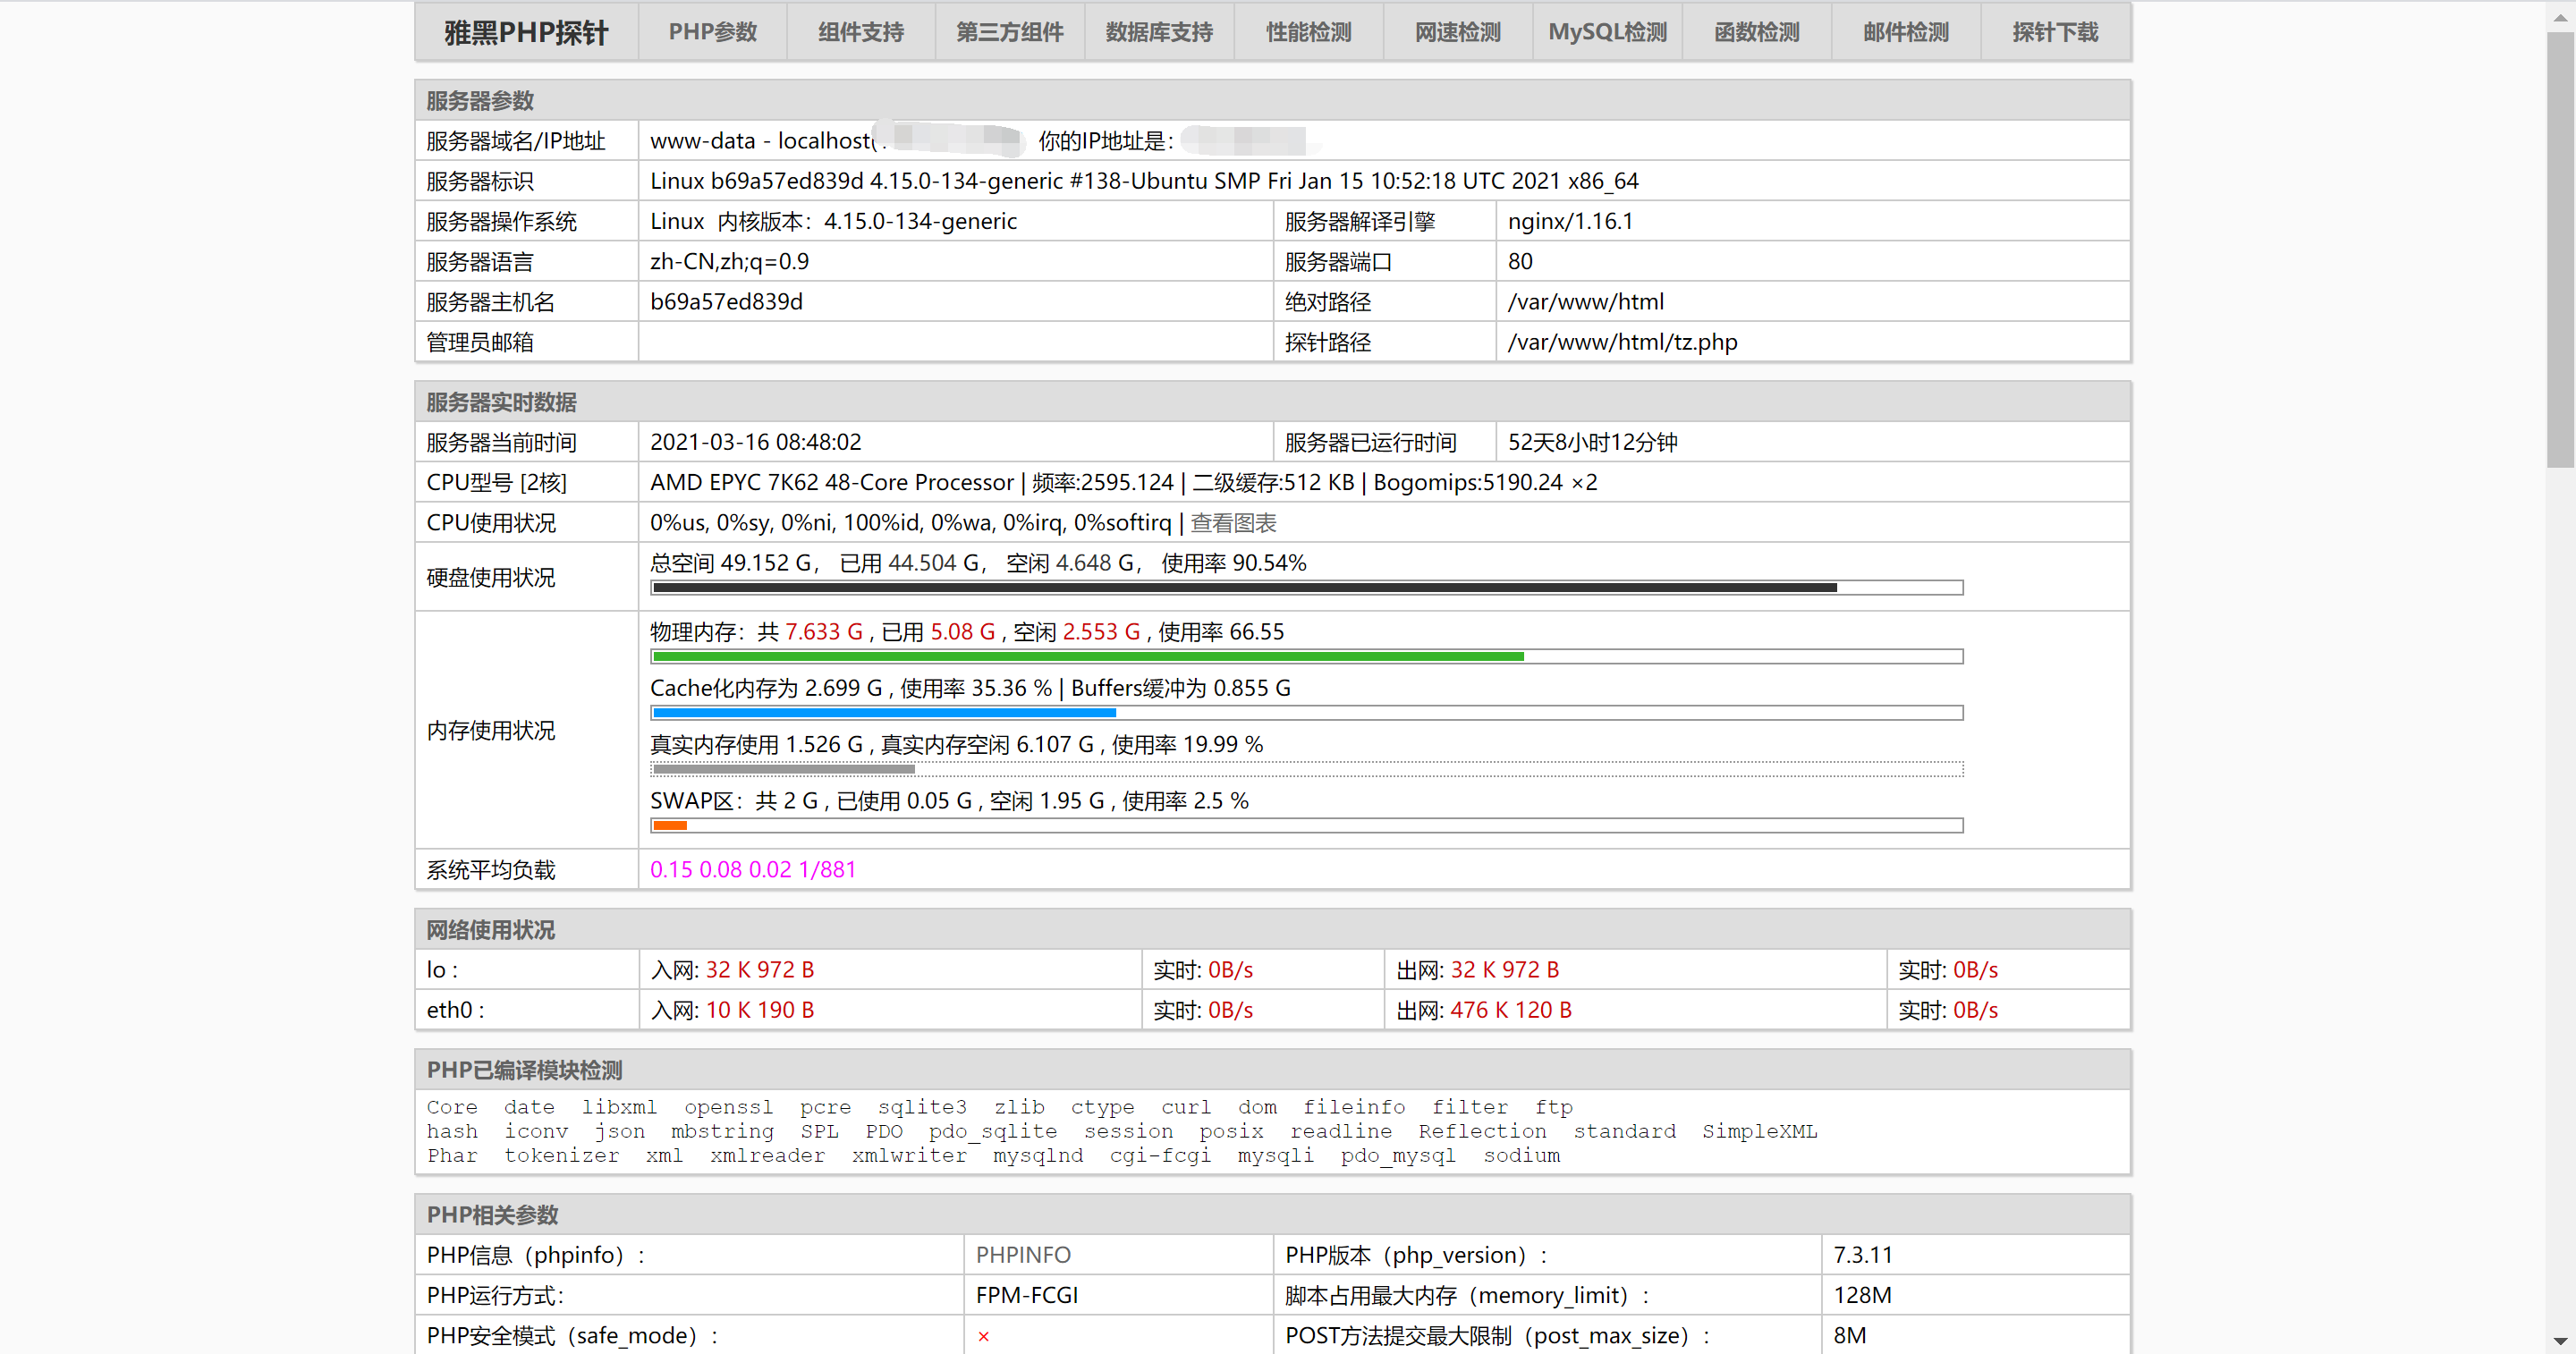 雅黑PHP探针 PHP参数 组件支持 第三方组件 数据库支持 性能检测 网速检测 MySQL检测 函数检测 邮件检测 探针下载
服务器参数
服务器域名/IP地址 www-data - localhost( 你的IP地址是：
服务器标识 Linux b69a57ed839d 4.15.0-134-generic #138-Ubuntu SMP Fri Jan 15 10:52:18 UTC 2021 x86_64
服务器操作系统 Linux 内核版本：4.15.0-134-generic 服务器解译引擎 nginx/1.16.1
服务器语言 zh-CN,zh;q=0.9 服务器端口 80
服务器主机名 b69a57ed839d 绝对路径 /var/www/html
管理员邮箱 探针路径 /var/www/html/tz.php
服务器实时数据
服务器当前时间 2021-03-16 08:48:02 服务器已运行时间 52天8小时12分钟
CPU型号 [2核] AMD EPYC 7K62 48-Core Processor | 频率:2595.124 | 二级缓存:512 KB | Bogomips:5190.24 ×2
CPU使用状况 0%us, 0%sy, 0%ni, 100%id, 0%wa, 0%irq, 0%softirq | 查看图表
硬盘使用状况 总空间 49.152 G， 已用 44.504 G， 空闲 4.648 G， 使用率 90.54%
内存使用状况 物理内存：共 7.633 G , 已用 5.08 G , 空闲 2.553 G , 使用率 66.55
Cache化内存为 2.699 G , 使用率 35.36 % | Buffers缓冲为 0.855 G
真实内存使用 1.526 G , 真实内存空闲 6.107 G , 使用率 19.99 %
SWAP区：共 2 G , 已使用 0.05 G , 空闲 1.95 G , 使用率 2.5 %
系统平均负载 0.15 0.08 0.02 1/881
网络使用状况
lo : 入网: 32 K 972 B 实时: 0B/s 出网: 32 K 972 B 实时: 0B/s
eth0 : 入网: 10 K 190 B 实时: 0B/s 出网: 476 K 120 B 实时: 0B/s
PHP已编译模块检测
Core date libxml openssl pcre sqlite3 zlib ctype curl dom fileinfo filter ftp
hash iconv json mbstring SPL PDO pdo_sqlite session posix readline Reflection standard SimpleXML
Phar tokenizer xml xmlreader xmlwriter mysqlnd cgi-fcgi mysqli pdo_mysql sodium
PHP相关参数
PHP信息（phpinfo）： PHPINFO PHP版本（php_version）： 7.3.11
PHP运行方式： FPM-FCGI 脚本占用最大内存（memory_limit）： 128M
PHP安全模式（safe_mode）： × POST方法提交最大限制（post_max_size）： 8M